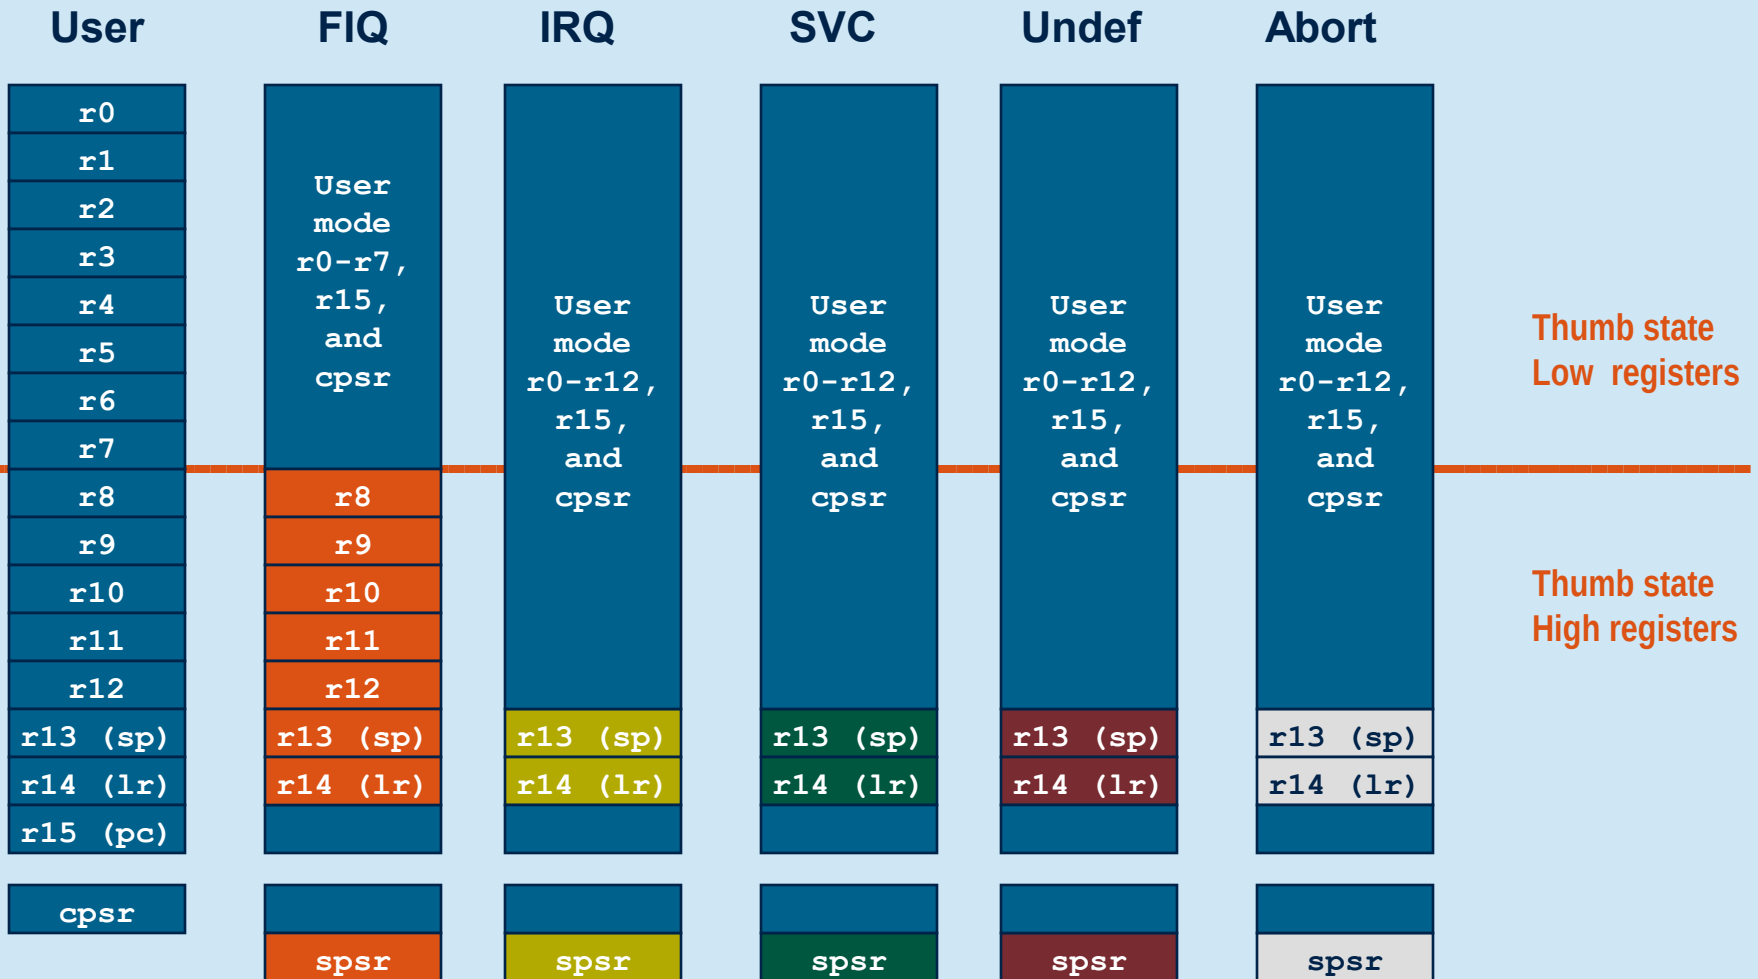 User
FIQ
IRQ
SVC
Undef
Abort
r0
r1
r2
r3
r4
r5
r6
r7
r8
r9
r10
r11
r12
r13 (sp)
r14 (lr)
r15 (pc)
cpsr
User
mode
r0-r7,
r15,
and
cpsr
r8
r9
r10
r11
r12
r13 (sp)
r14 (lr)
spsr
User
mode
r0-r12,
r15,
and
cpsr
r13 (sp)
r14 (lr)
spsr
User
mode
r0-r12,
r15,
and
cpsr
r13 (sp)
r14 (lr)
spsr
User
mode
r0-r12,
r15,
and
cpsr
r13 (sp)
r14 (lr)
spsr
User
mode
r0-r12,
r15,
and
cpsr
r13 (sp)
r14 (lr)
spsr
Thumb state
Low registers
Thumb state
High registers